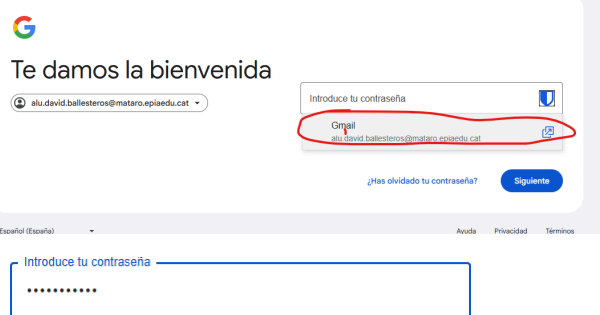 Te damos la bienvenida
alu.david.ballesteros@mataro.epiaedu.cat
Introduce tu contraseña
Gmail
alu.david.ballesteros@mataro.epiaedu.cat
¿Has olvidado tu contraseña?
Siguiente
Español (España)
Ayuda Privacidad Términos
Introduce tu contraseña
•••••••••••